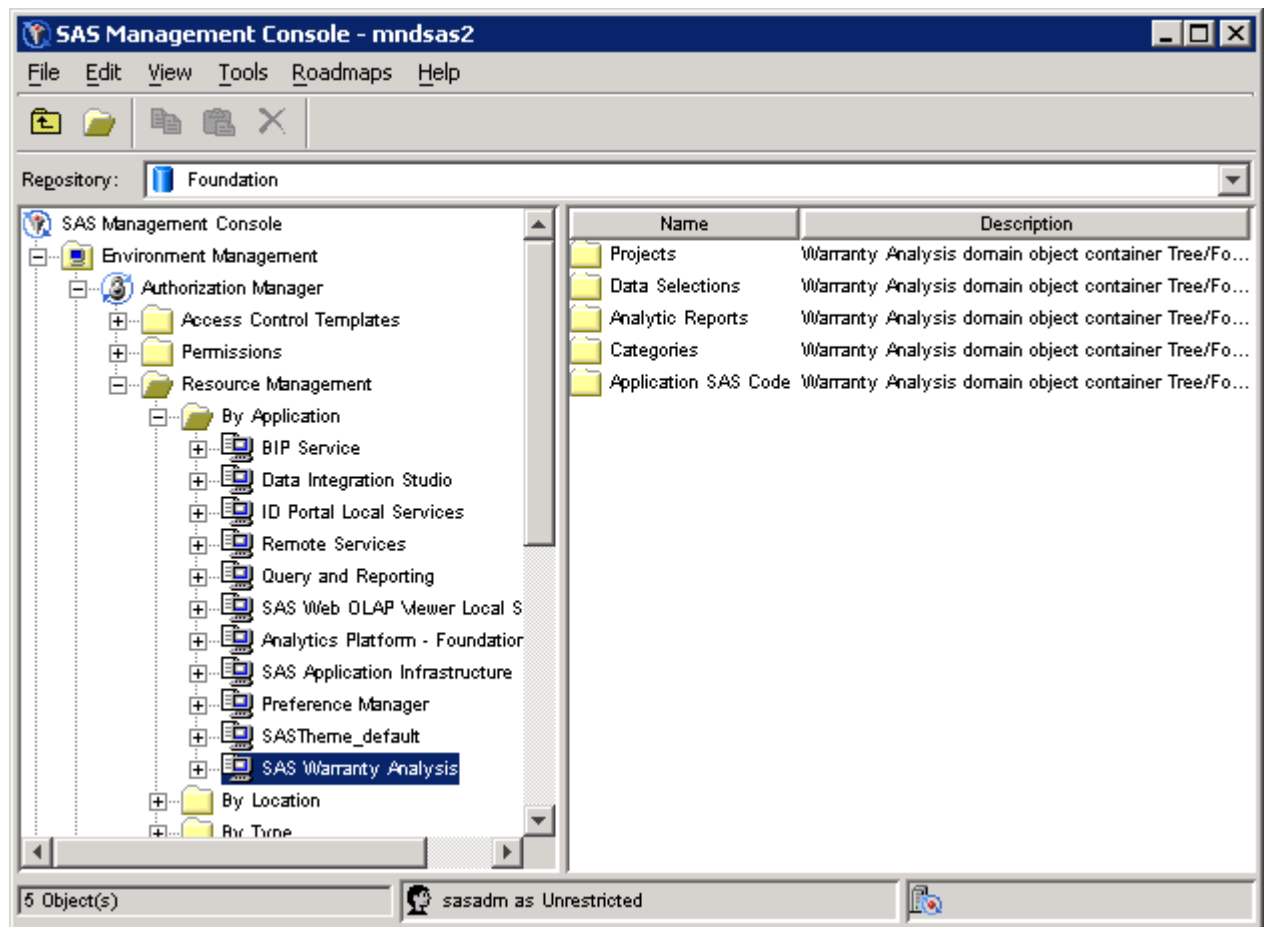 SAS Management Console - mndsas2
File Edit View Tools Roadmaps Help
Repository: Foundation
SAS Management Console
Environment Management
Authorization Manager
Access Control Templates
Permissions
Resource Management
By Application
BIP Service
Data Integration Studio
ID Portal Local Services
Remote Services
Query and Reporting
SAS Web OLAP Viewer Local S
Analytics Platform - Foundation
SAS Application Infrastructure
Preference Manager
SASTheme_default
SAS Warranty Analysis
By Location
By Type
Name Description
Projects Warranty Analysis domain object container Tree/Fo...
Data Selections Warranty Analysis domain object container Tree/Fo...
Analytic Reports Warranty Analysis domain object container Tree/Fo...
Categories Warranty Analysis domain object container Tree/Fo...
Application SAS Code Warranty Analysis domain object container Tree/Fo...
5 Object(s) sasadm as Unrestricted